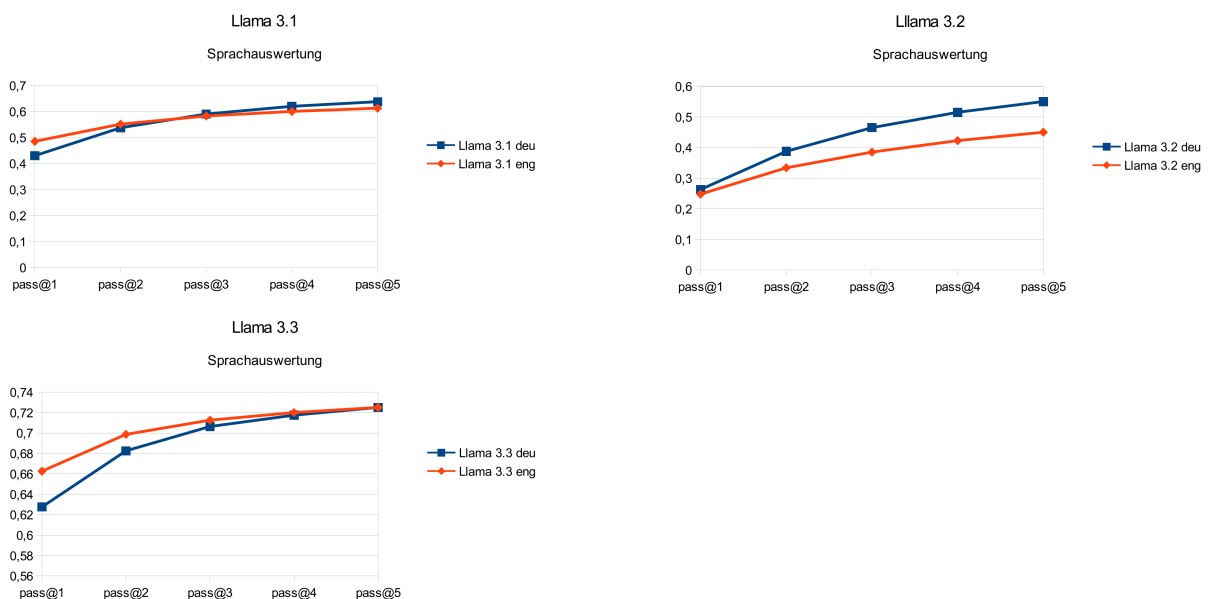 Llama 3.1
Sprachauswertung
0,7
0,6
0,5
0,4
0,3
0,2
0,1
0
pass@1 pass@2 pass@3 pass@4 pass@5
Llama 3.1 deu
Llama 3.1 eng
Lllama 3.2
Sprachauswertung
0,6
0,5
0,4
0,3
0,2
0,1
0
pass@1 pass@2 pass@3 pass@4 pass@5
Llama 3.2 deu
Llama 3.2 eng
Llama 3.3
Sprachauswertung
0,74
0,72
0,7
0,68
0,66
0,64
0,62
0,6
0,58
0,56
pass@1 pass@2 pass@3 pass@4 pass@5
Llama 3.3 deu
Llama 3.3 eng